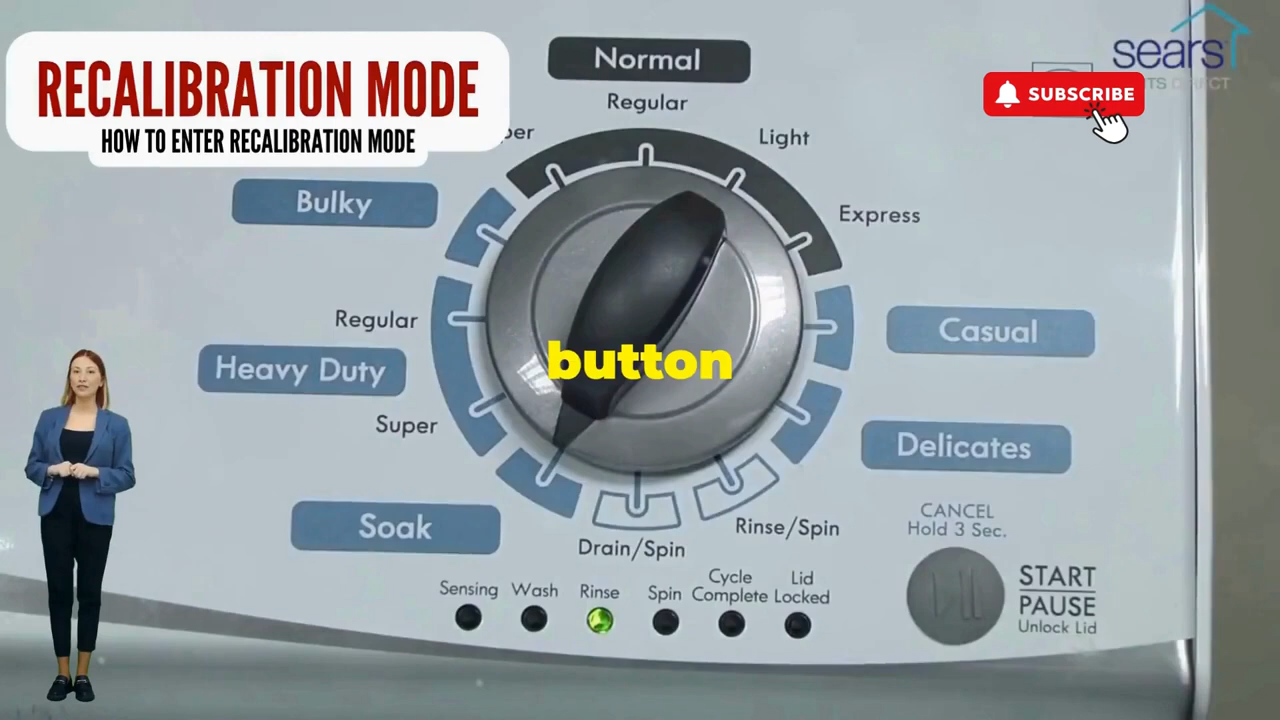 RECALIBRATION MODE
HOW TO ENTER RECALIBRATION MODE
sears
DIRECT
SUBSCRIBE
Normal
Regular
Light
Express
Bulky
Regular
Heavy Duty
Super
Casual
Delicates
button
Soak
Drain/Spin
Rinse/Spin
CANCEL
Hold 3 Sec.
Sensing
Wash
Rinse
Spin
Cycle
Complete
Lid
Locked
START
PAUSE
Unlock Lid